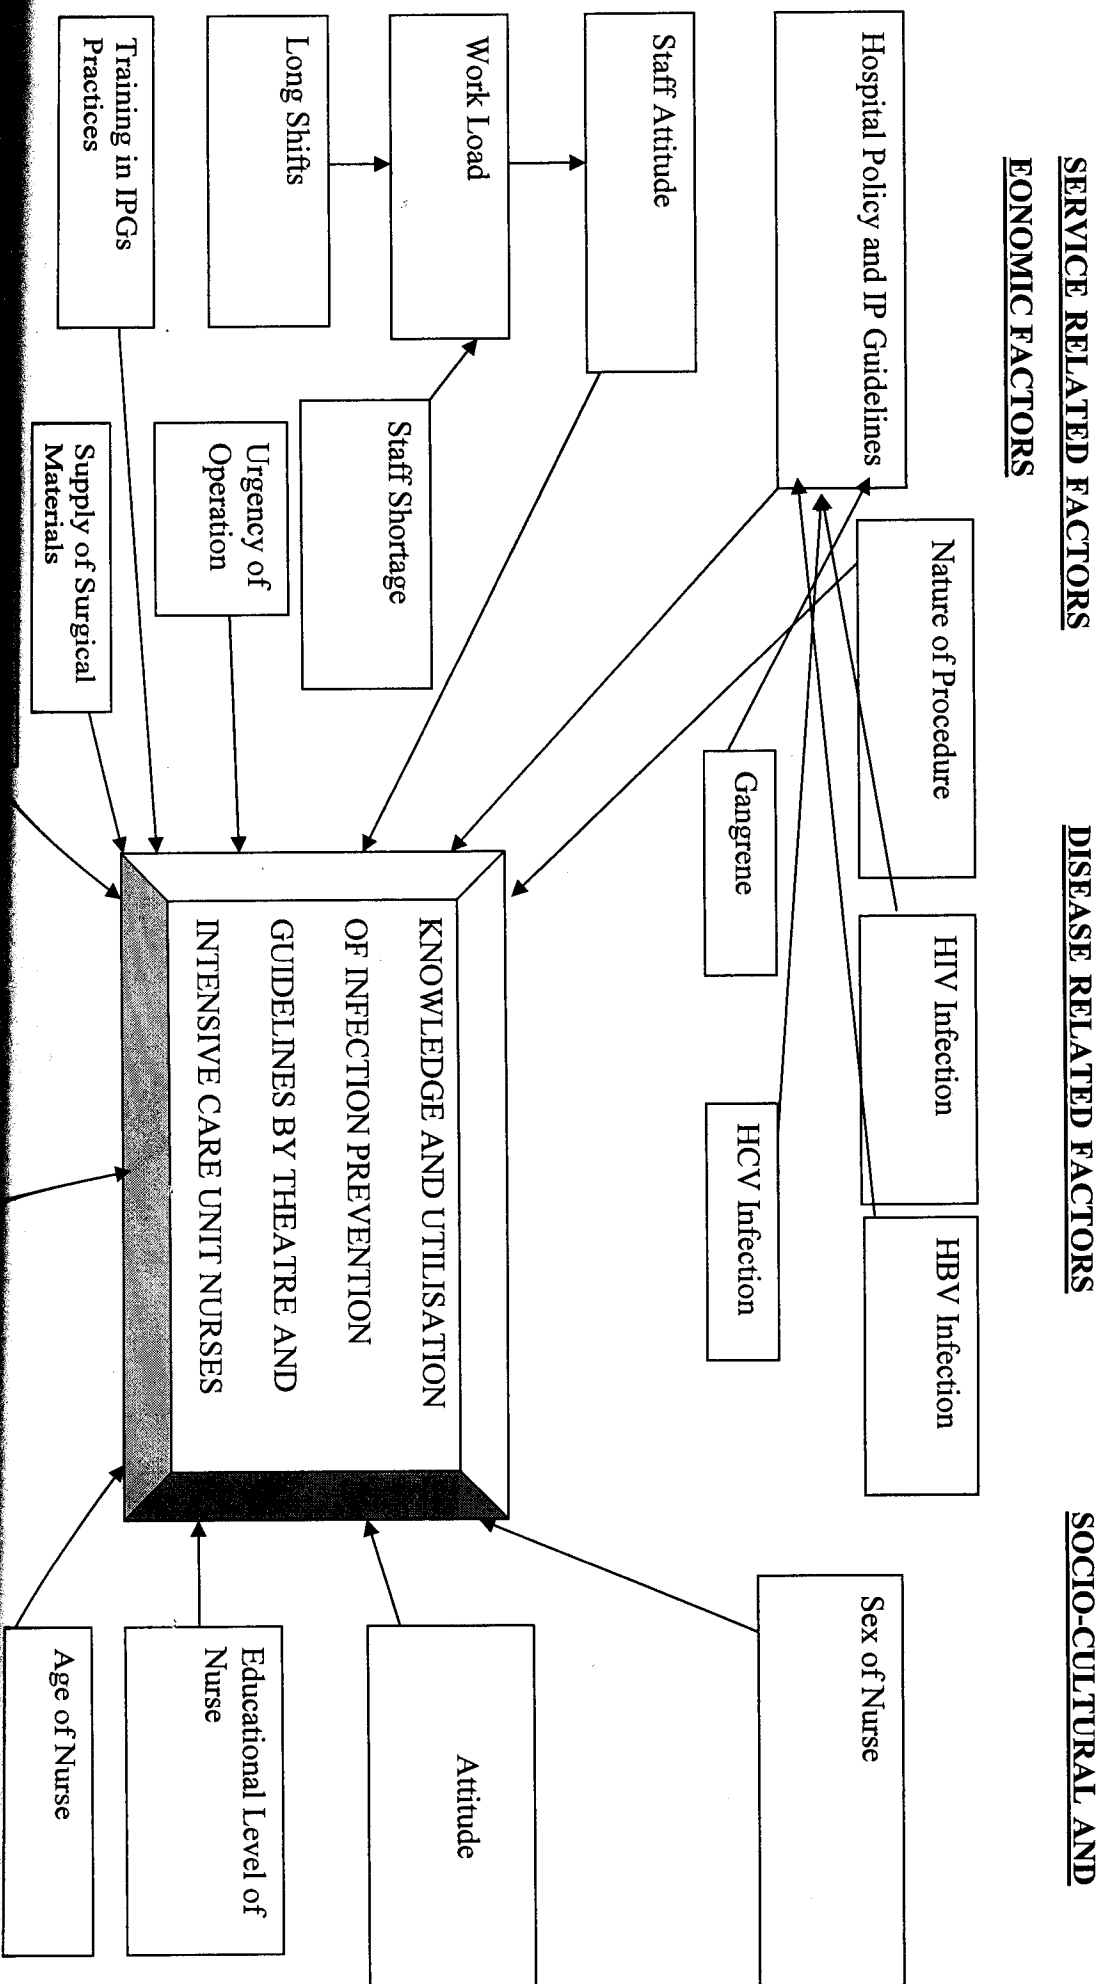 SERVICE RELATED FACTORS
DISEASE RELATED FACTORS
SOCIO-CULTURAL AND
EONOMIC FACTORS
Hospital Policy and IP Guidelines
Nature of Procedure
HIV Infection
HBV Infection
Sex of Nurse
Gangrene
HCV Infection
Staff Attitude
Work Load
Staff Shortage
Long Shifts
Urgency of
Operation
Training in IPGs
Practices
Supply of Surgical
Materials
KNOWLEDGE AND UTILISATION
OF INFECTION PREVENTION
GUIDELINES BY THEATRE AND
INTENSIVE CARE UNIT NURSES
Attitude
Educational Level of
Nurse
Age of Nurse